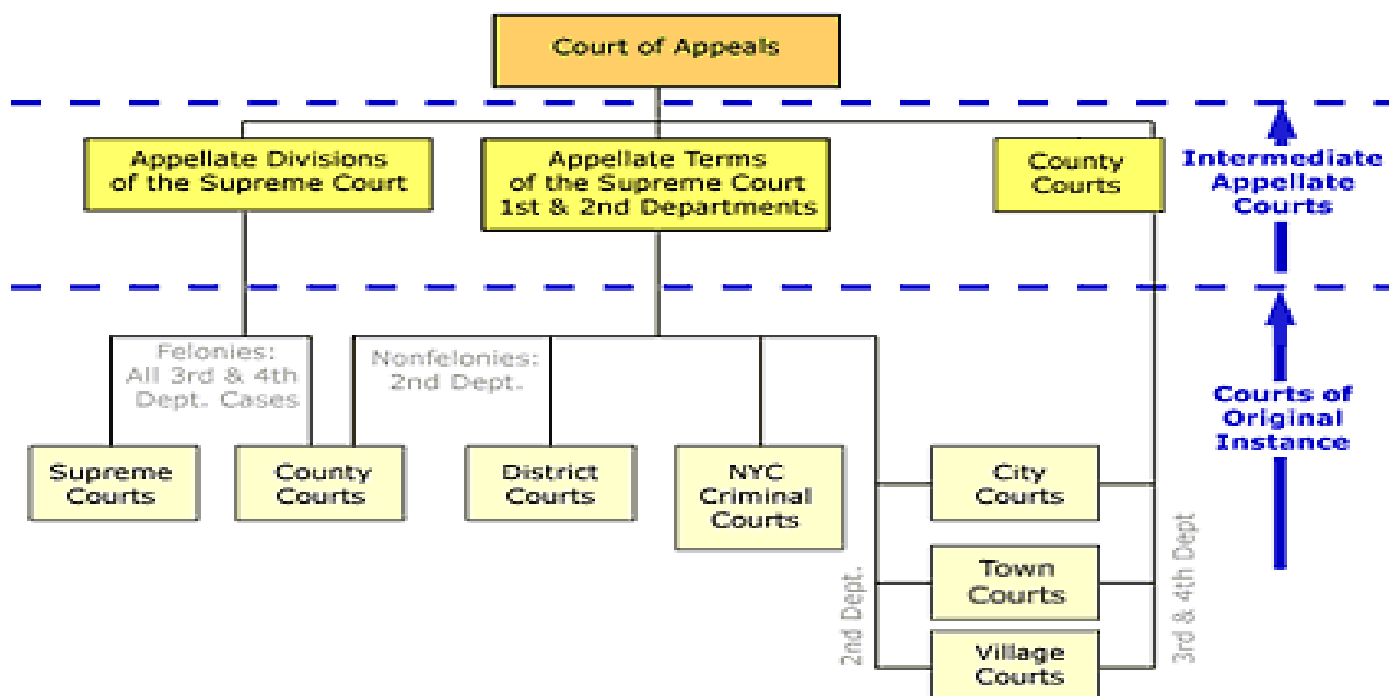 Court of Appeals
Appellate Divisions
of the Supreme Court
Appellate Terms
of the Supreme Court
1st & 2nd Departments
County
Courts
Intermediate
Appellate
Courts
Felonies:
All 3rd & 4th
Dept. Cases
Nonfelonies:
2nd Dept.
Courts of
Original
Instance
Supreme
Courts
County
Courts
District
Courts
NYC
Criminal
Courts
City
Courts
Town
Courts
Village
Courts
2nd Dept.
3rd & 4th Dept